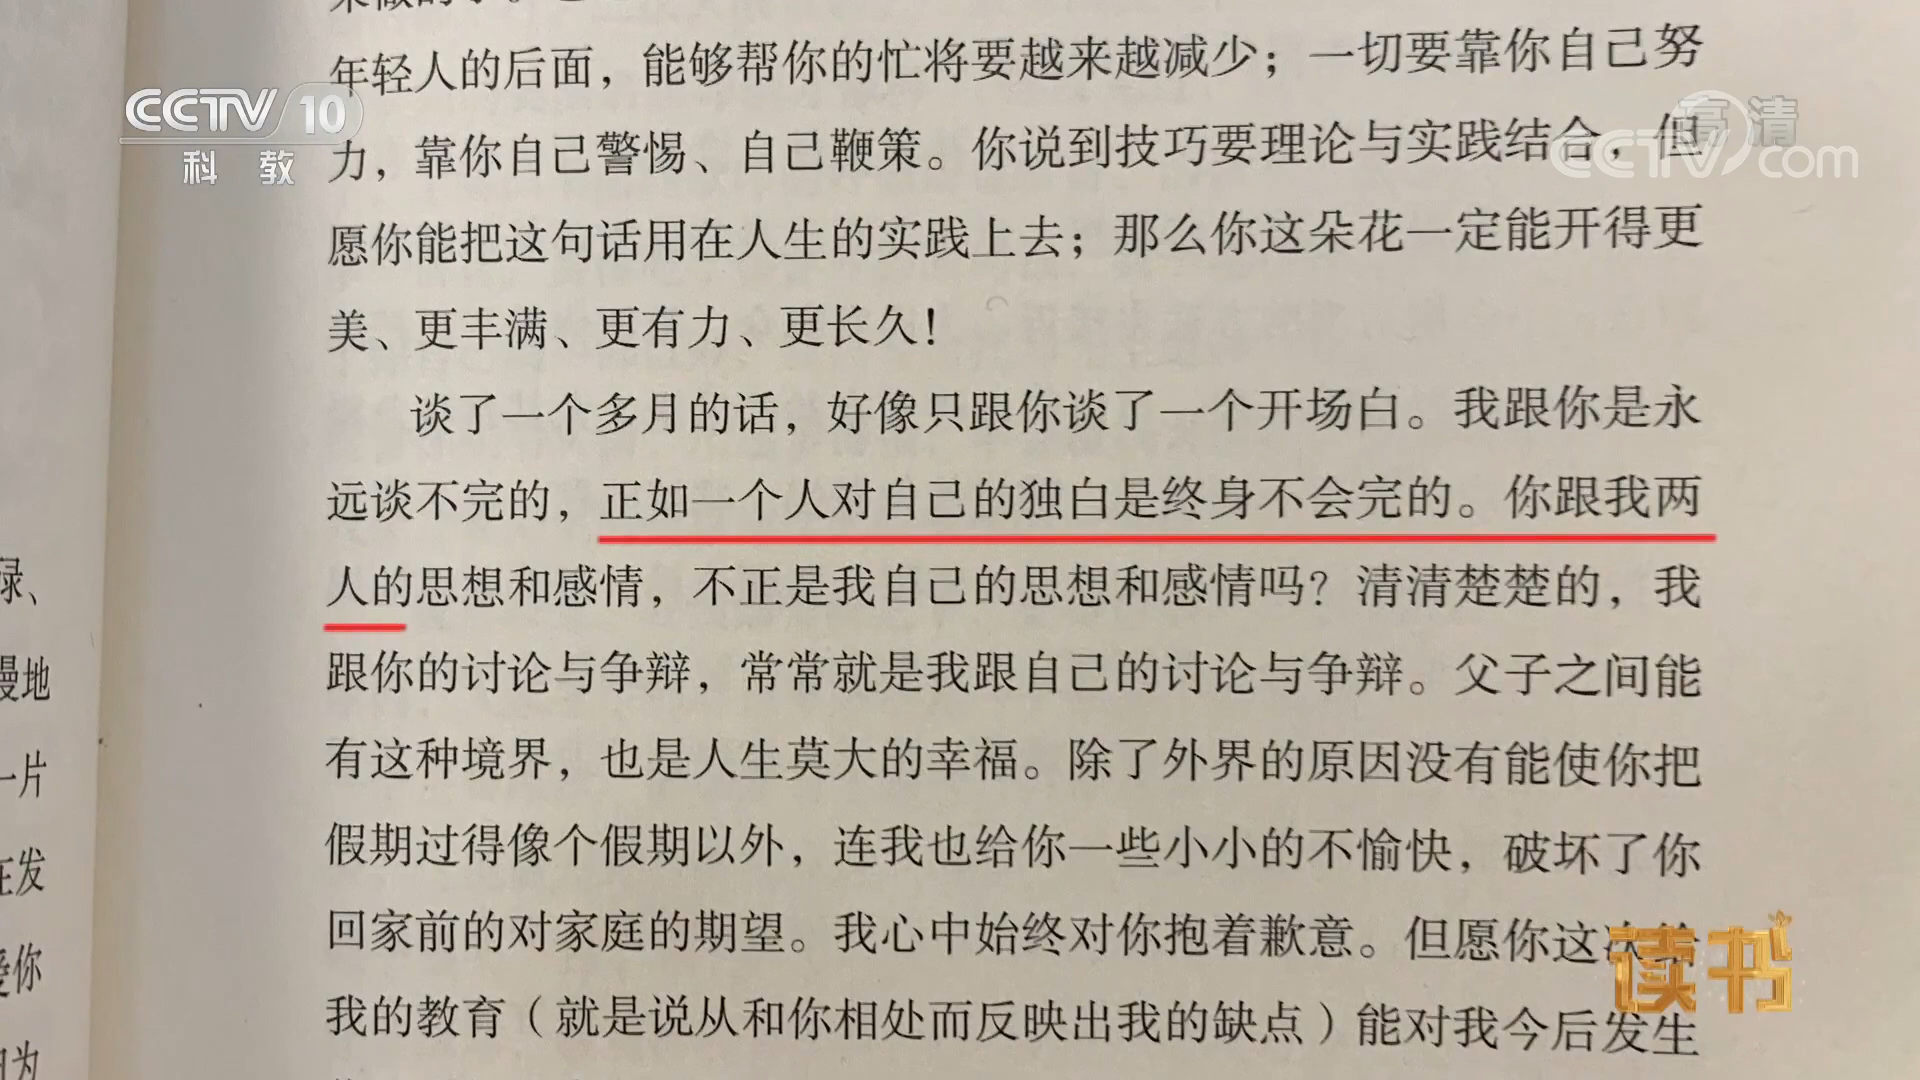 年轻人的后面，能够帮你的忙将要越来越减少；一切要靠你自己努
力，靠你自己警惕、自己鞭策。你说到技巧要理论与实践结合，但
愿你能把这句话用在人生的实践上去；那么你这朵花一定能开得更
美、更丰满、更有力、更长久！
谈了一个多月的话，好像只跟你谈了一个开场白。我跟你是永
远谈不完的，正如一个人对自己的独白是终身不会完的。你跟我两
人的思想和感情，不正是我自己的思想和感情吗？清清楚楚的，我
跟你的讨论与争辩，常常就是我跟自己的讨论与争辩。父子之间能
有这种境界，也是人生莫大的幸福。除了外界的原因没有能使你把
假期过得像个假期以外，连我也给你一些小小的不愉快，破坏了你
回家前的对家庭的期望。我心中始终对你抱着歉意。但愿你这次给
我的教育（就是说从和你相处而反映出我的缺点）能对我今后发生
CCTV 10
科教
高清
CCTV.com
读书
慢地
一片
在发
你